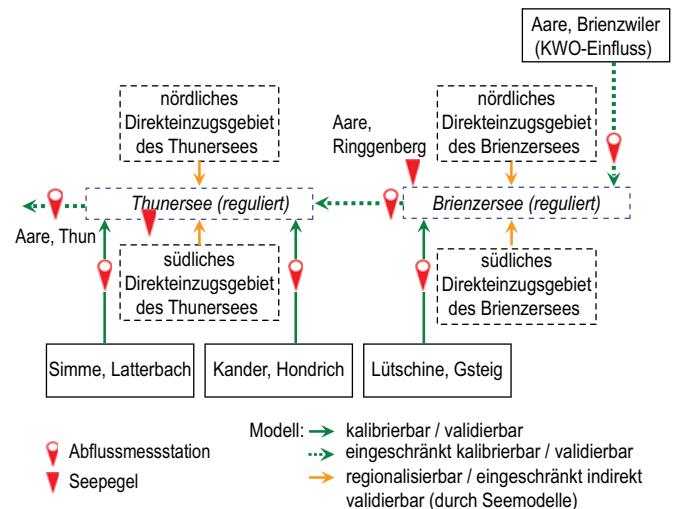 Aare, Brienzwiler
(KWO-Einfluss)
nördliches
Direkteinzugsgebiet
des Thunersees
Aare,
Ringgenberg
nördliches
Direkteinzugsgebiet
des Brienzersees
Thunersee (reguliert)
Brienzersee (reguliert)
Aare, Thun
südliches
Direkteinzugsgebiet
des Thunersees
südliches
Direkteinzugsgebiet
des Brienzersees
Simme, Latterbach
Kander, Hondrich
Lütschine, Gsteig
Abflussmessstation
Seepegel
Modell:
kalibrierbar / validierbar
eingeschränkt kalibrierbar / validierbar
regionalisierbar / eingeschränkt indirekt
validierbar (durch Seemodelle)